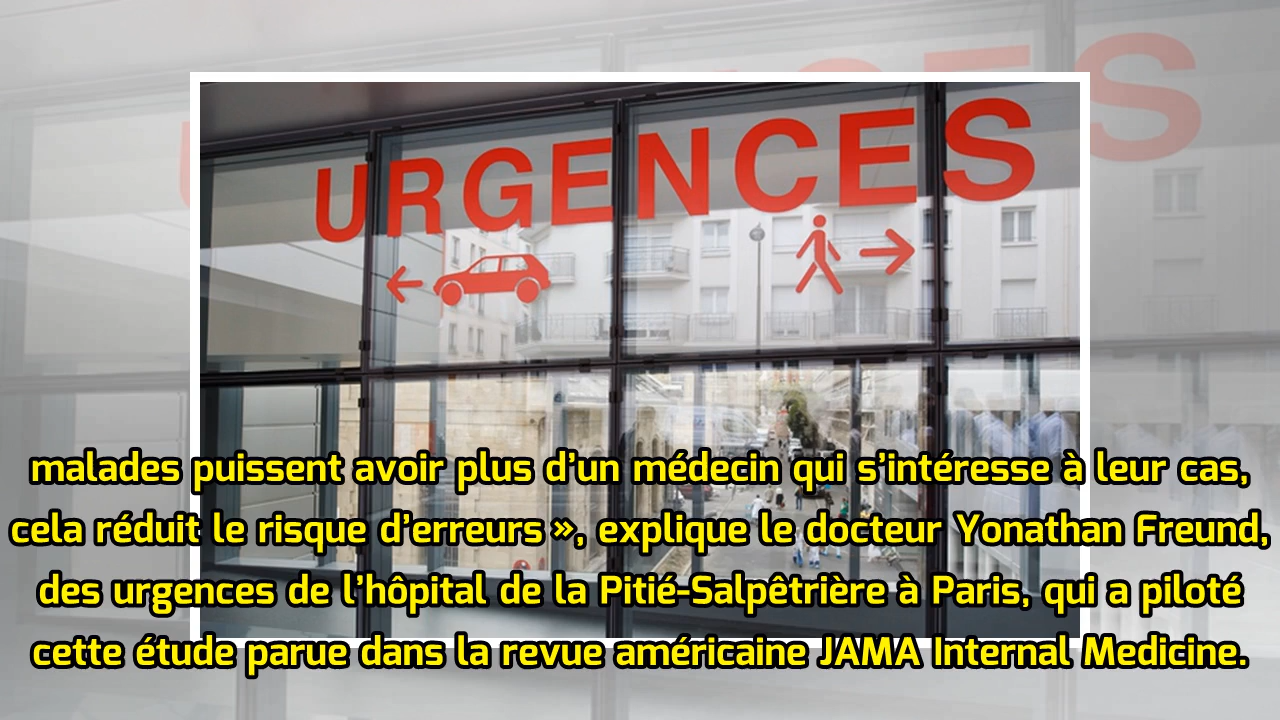 URGENCES
malades puissent avoir plus d’un médecin qui s’intéresse à leur cas,
cela réduit le risque d’erreurs », explique le docteur Yonathan Freund,
des urgences de l’hôpital de la Pitié-Salpêtrière à Paris, qui a piloté
cette étude parue dans la revue américaine JAMA Internal Medicine.